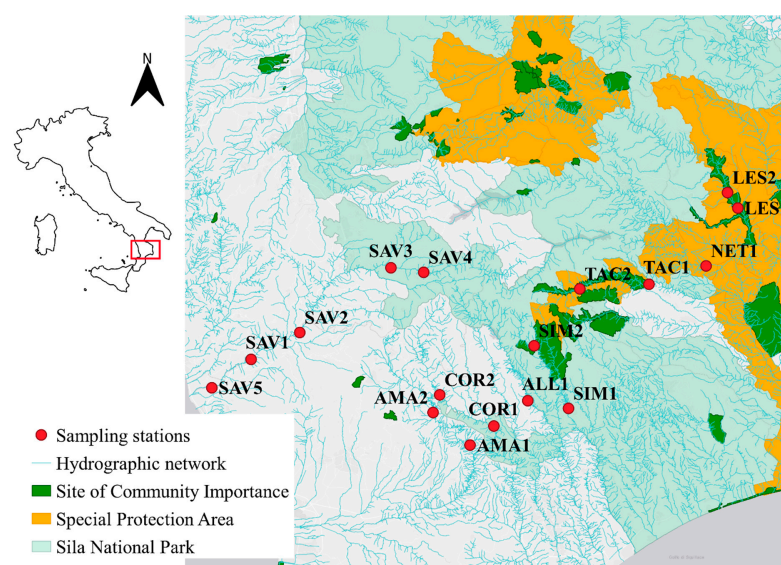 N
LES2
LES
NET1
SAV3
SAV4
TAC2
TAC1
SAV2
SAV1
SIM2
SAV5
COR2
ALL1
SIM1
AMA2
COR1
AMA1
Sampling stations
Hydrographic network
Site of Community Importance
Special Protection Area
Sila National Park